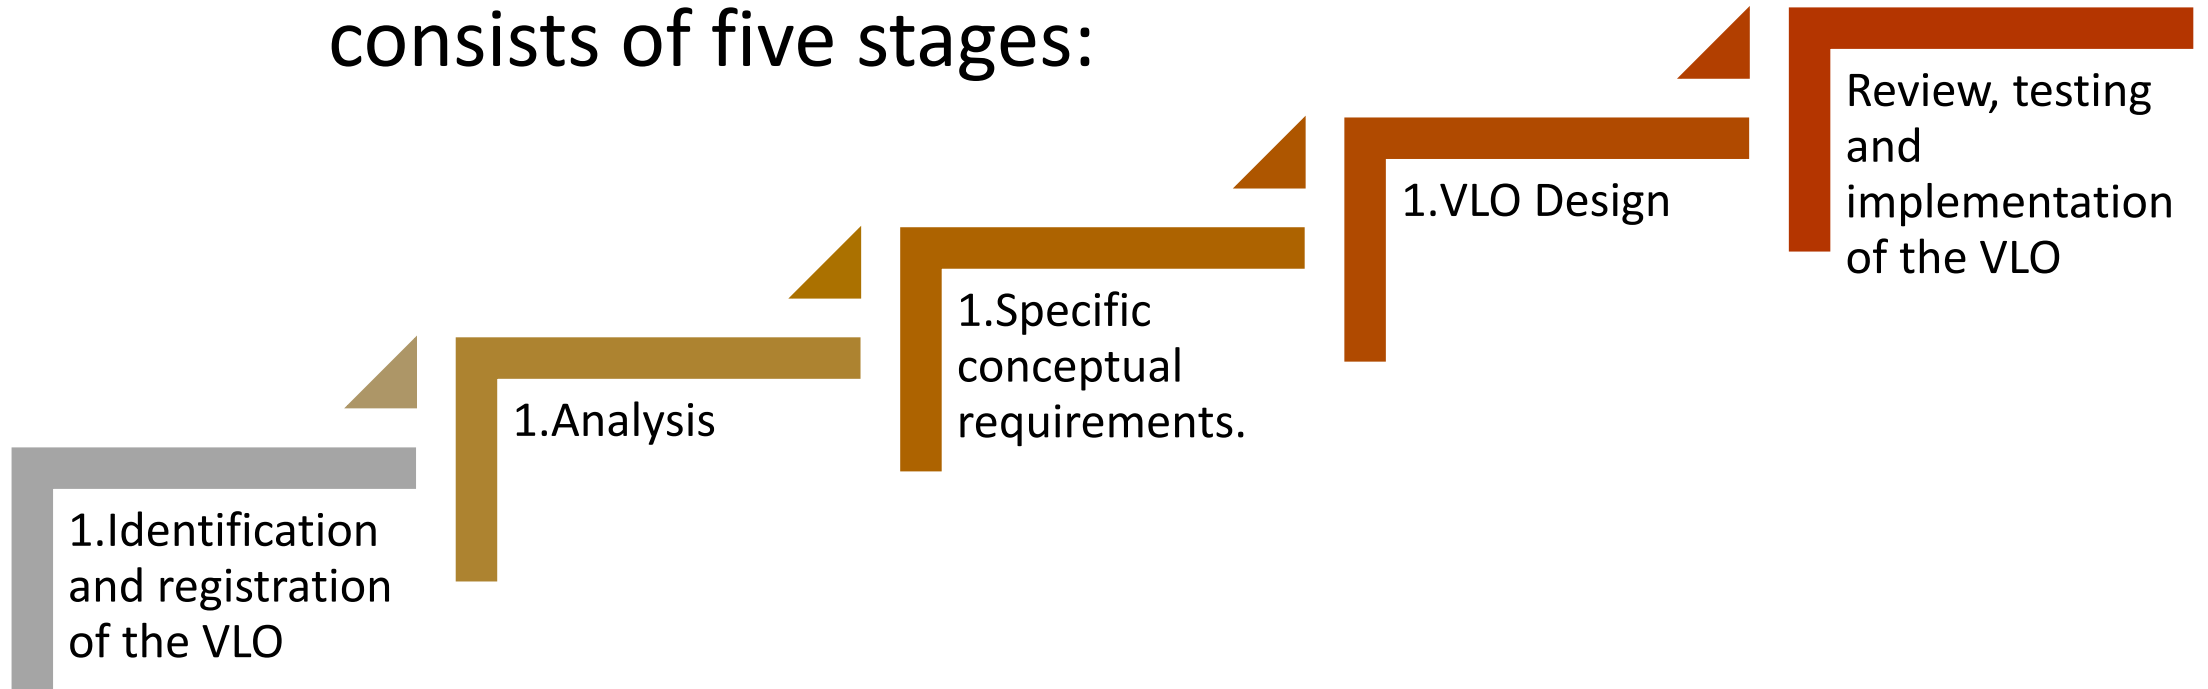 consists of five stages:
1.Identification
and registration
of the VLO
1.Analysis
1.Specific
conceptual
requirements.
1.VLO Design
Review, testing
and
implementation
of the VLO